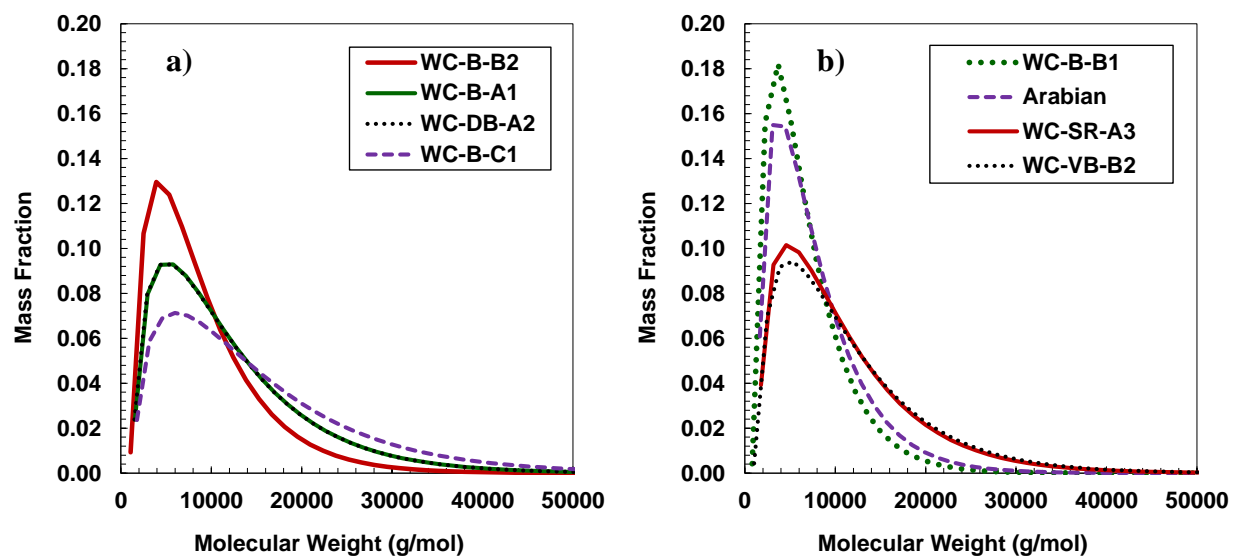 a)
WC-B-B2
WC-B-A1
WC-DB-A2
WC-B-C1
Mass Fraction
0.20
0.18
0.16
0.14
0.12
0.10
0.08
0.06
0.04
0.02
0.00
0 10000 20000 30000 40000 50000
Molecular Weight (g/mol)
b)
WC-B-B1
Arabian
WC-SR-A3
WC-VB-B2
Mass Fraction
0.20
0.18
0.16
0.14
0.12
0.10
0.08
0.06
0.04
0.02
0.00
0 10000 20000 30000 40000 50000
Molecular Weight (g/mol)